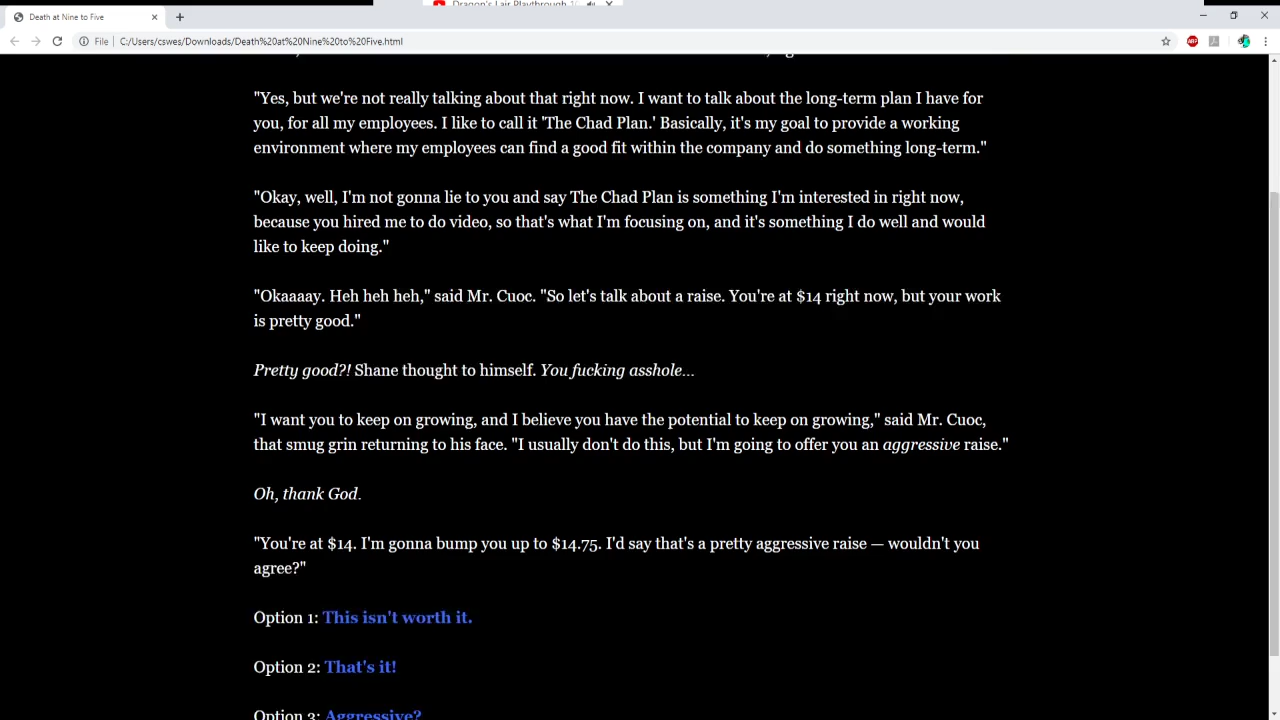 Dragon's Lair Playthrough
Death at Nine to Five
File C:/Users/cswes/Downloads/Death%20at%20Nine%20to%20Five.html
ABP
"Yes, but we're not really talking about that right now. I want to talk about the long-term plan I have for
you, for all my employees. I like to call it 'The Chad Plan.' Basically, it's my goal to provide a working
environment where my employees can find a good fit within the company and do something long-term."
"Okay, well, I'm not gonna lie to you and say The Chad Plan is something I'm interested in right now,
because you hired me to do video, so that's what I'm focusing on, and it's something I do well and would
like to keep doing."
"Okaaaay. Heh heh heh," said Mr. Cuoc. "So let's talk about a raise. You're at $14 right now, but your work
is pretty good."
Pretty good?! Shane thought to himself. You fucking asshole...
"I want you to keep on growing, and I believe you have the potential to keep on growing," said Mr. Cuoc,
that smug grin returning to his face. "I usually don't do this, but I'm going to offer you an aggressive raise."
Oh, thank God.
"You're at $14. I'm gonna bump you up to $14.75. I'd say that's a pretty aggressive raise — wouldn't you
agree?"
Option 1: This isn't worth it.
Option 2: That's it!
Option 3: Aggressive?